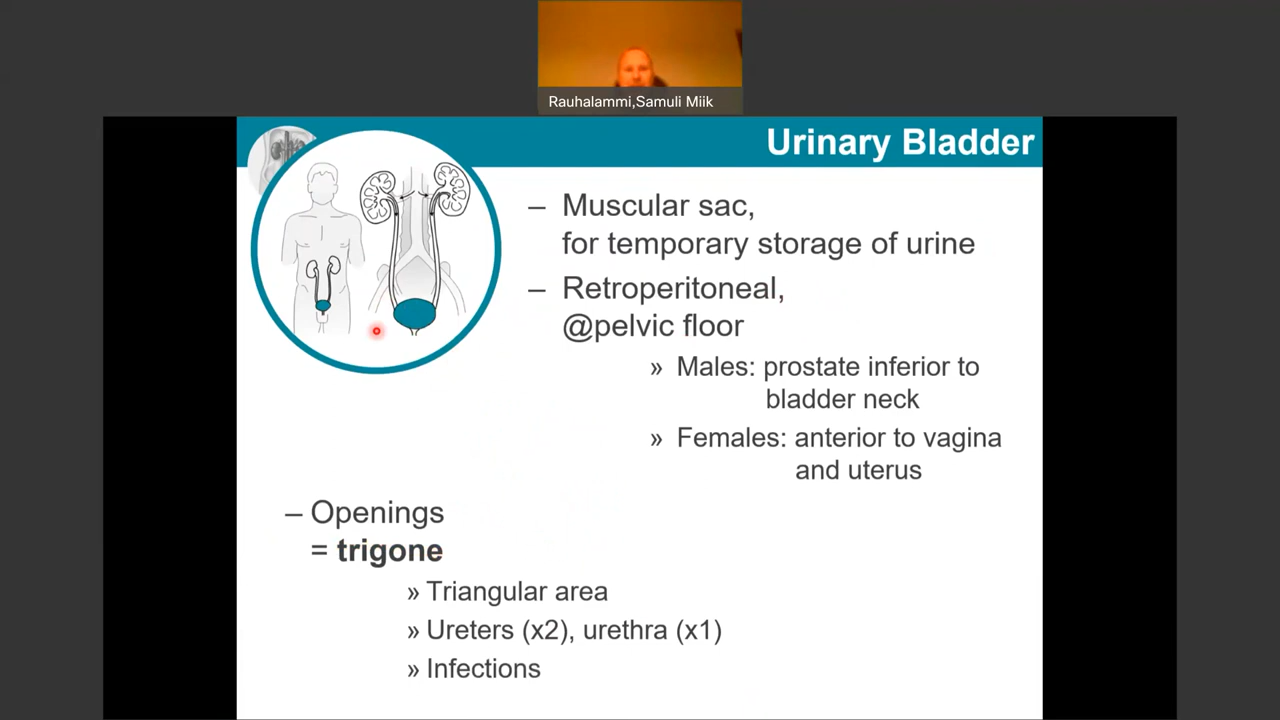 Rauhalammi,Samuli Miik
Urinary Bladder
– Muscular sac,
for temporary storage of urine
– Retroperitoneal,
@pelvic floor
» Males: prostate inferior to
bladder neck
» Females: anterior to vagina
and uterus
– Openings
= trigone
» Triangular area
» Ureters (x2), urethra (x1)
» Infections